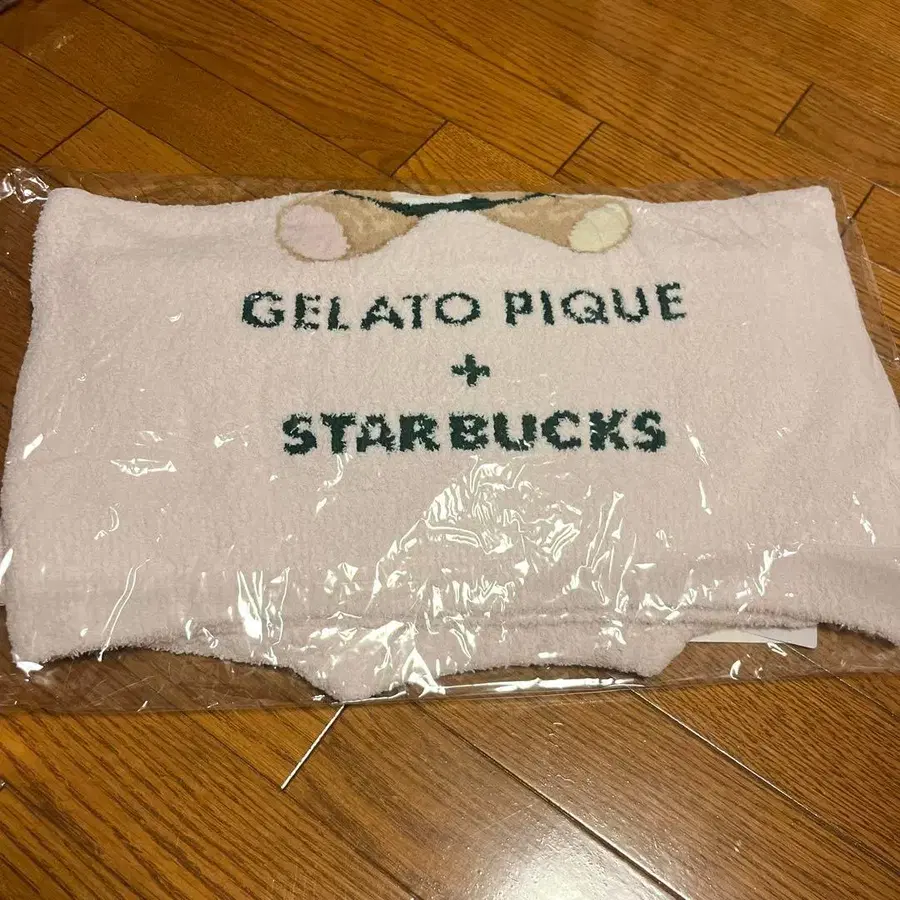 GELATO PIQUE
+
STARBUCKS